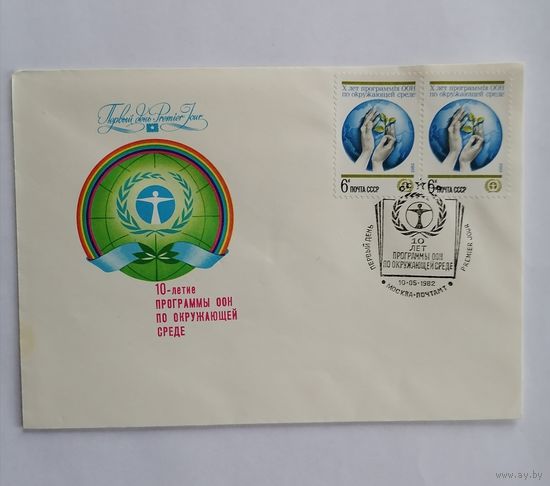 Первый день Premier Jour
10-летие
ПРОГРАММЫ ООН
ПО ОКРУЖАЮЩЕЙ
СРЕДЕ
X лет программы ООН
по окружающей среде
6к ПОЧТА СССР
1982
X лет программы ООН
по окружающей среде
6к ПОЧТА СССР
1982
ПЕРВЫЙ ДЕНЬ
PREMIER JOUR
10
ЛЕТ
ПРОГРАММЫ ООН
ПО ОКРУЖАЮЩЕЙ СРЕДЕ
10-05-1982
МОСКВА-ПОЧТАМТ
www.ay.by